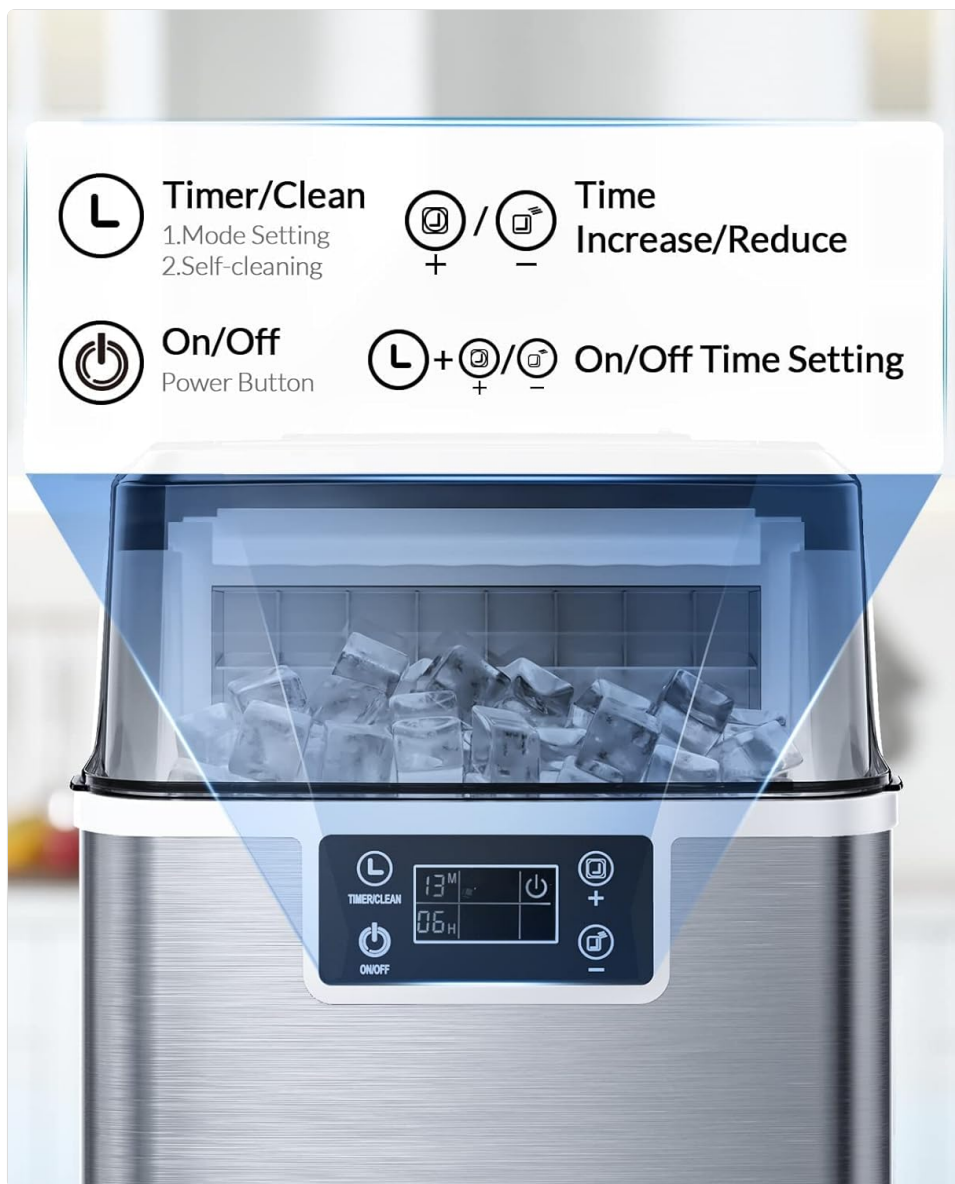 Timer/Clean
1.Mode Setting
2.Self-cleaning
/
+ −
Time
Increase/Reduce
On/Off
Power Button
+ /
+ −
On/Off Time Setting
TIMER/CLEAN
ON/OFF
13M
06H
+
−